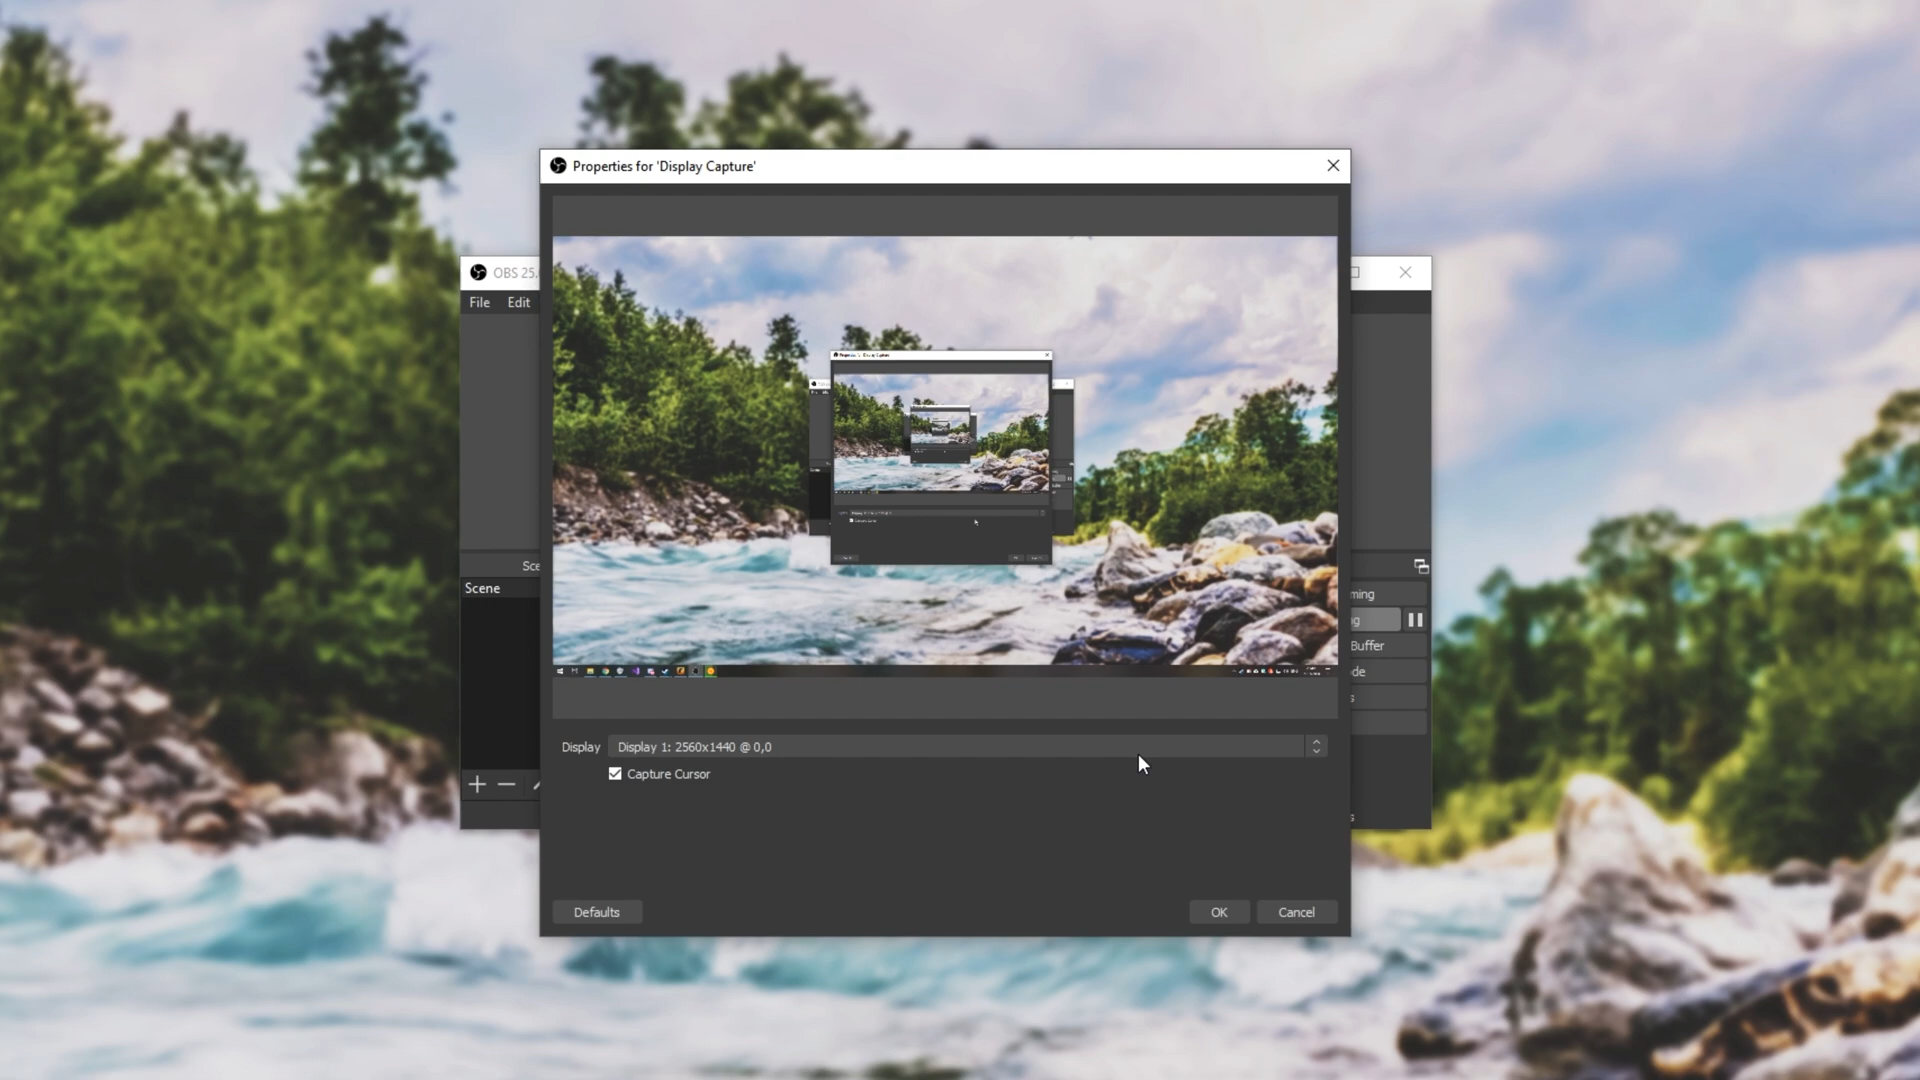 Properties for 'Display Capture'
OBS 25.
File Edit
Sce
Scene
ming
g
Buffer
de
s
Display Display 1: 2560x1440 @ 0,0
Capture Cursor
s
Defaults OK Cancel